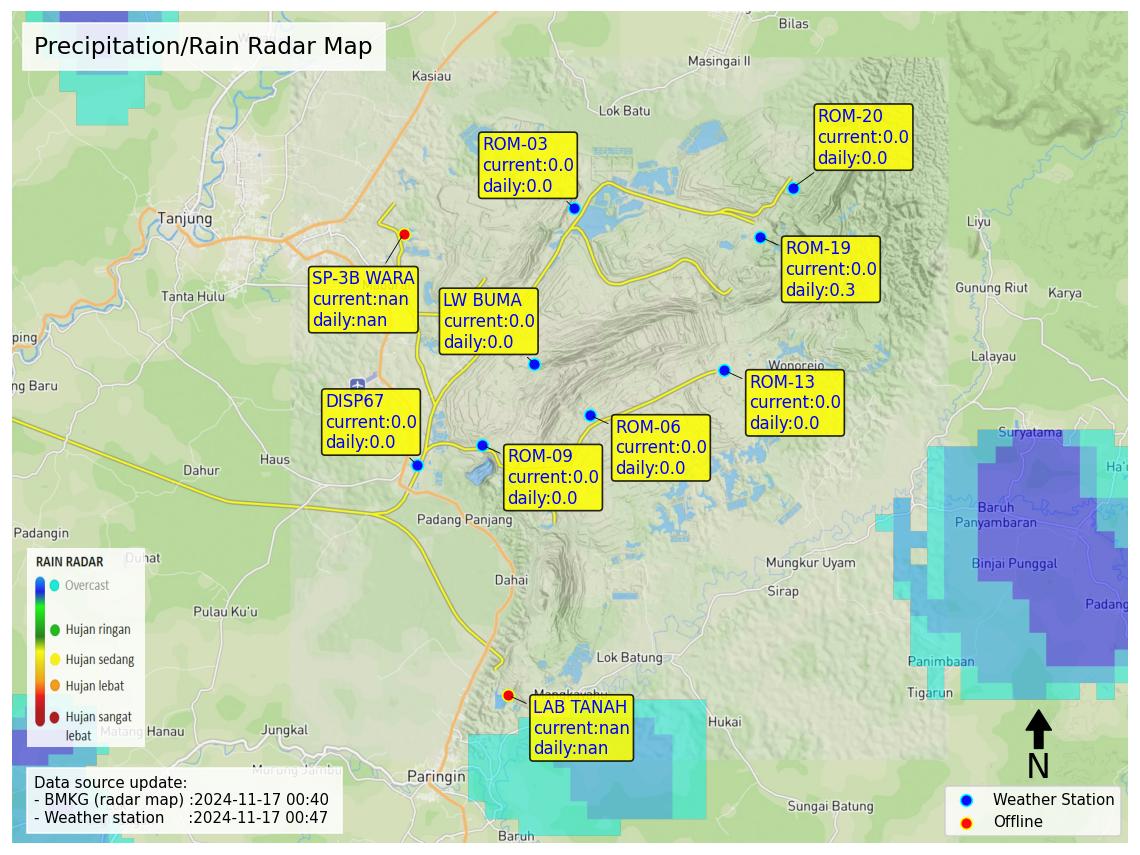 Precipitation/Rain Radar Map
Bilas
Masingai II
Kasiau
Lok Batu
ROM-20
current:0.0
daily:0.0
ROM-03
current:0.0
daily:0.0
Tanjung
Liyu
ROM-19
current:0.0
daily:0.3
SP-3B WARA
current:nan
daily:nan
Tanta Hulu
LW BUMA
current:0.0
daily:0.0
Gunung Riut
Karya
ping
Lalayau
Wonorejo
ng Baru
ROM-13
current:0.0
daily:0.0
DISP67
current:0.0
daily:0.0
ROM-06
current:0.0
daily:0.0
Suryatama
ROM-09
current:0.0
daily:0.0
Haus
Dahur
Ha'u
Baruh
Panyambaran
Padang Panjang
Padangin
Duhat
Mungkur Uyam
Binjai Punggal
Dahai
Sirap
Padang
Pulau Ku'u
RAIN RADAR
Overcast
Hujan ringan
Hujan sedang
Hujan lebat
Hujan sangat
lebat
Lok Batung
Panimbaan
Tigarun
Mangkayahu
LAB TANAH
current:nan
daily:nan
Hukai
Matang Hanau
Jungkal
Murung Jambu
Paringin
N
Data source update:
- BMKG (radar map) :2024-11-17 00:40
- Weather station :2024-11-17 00:47
Sungai Batung
Baruh
Weather Station
Offline